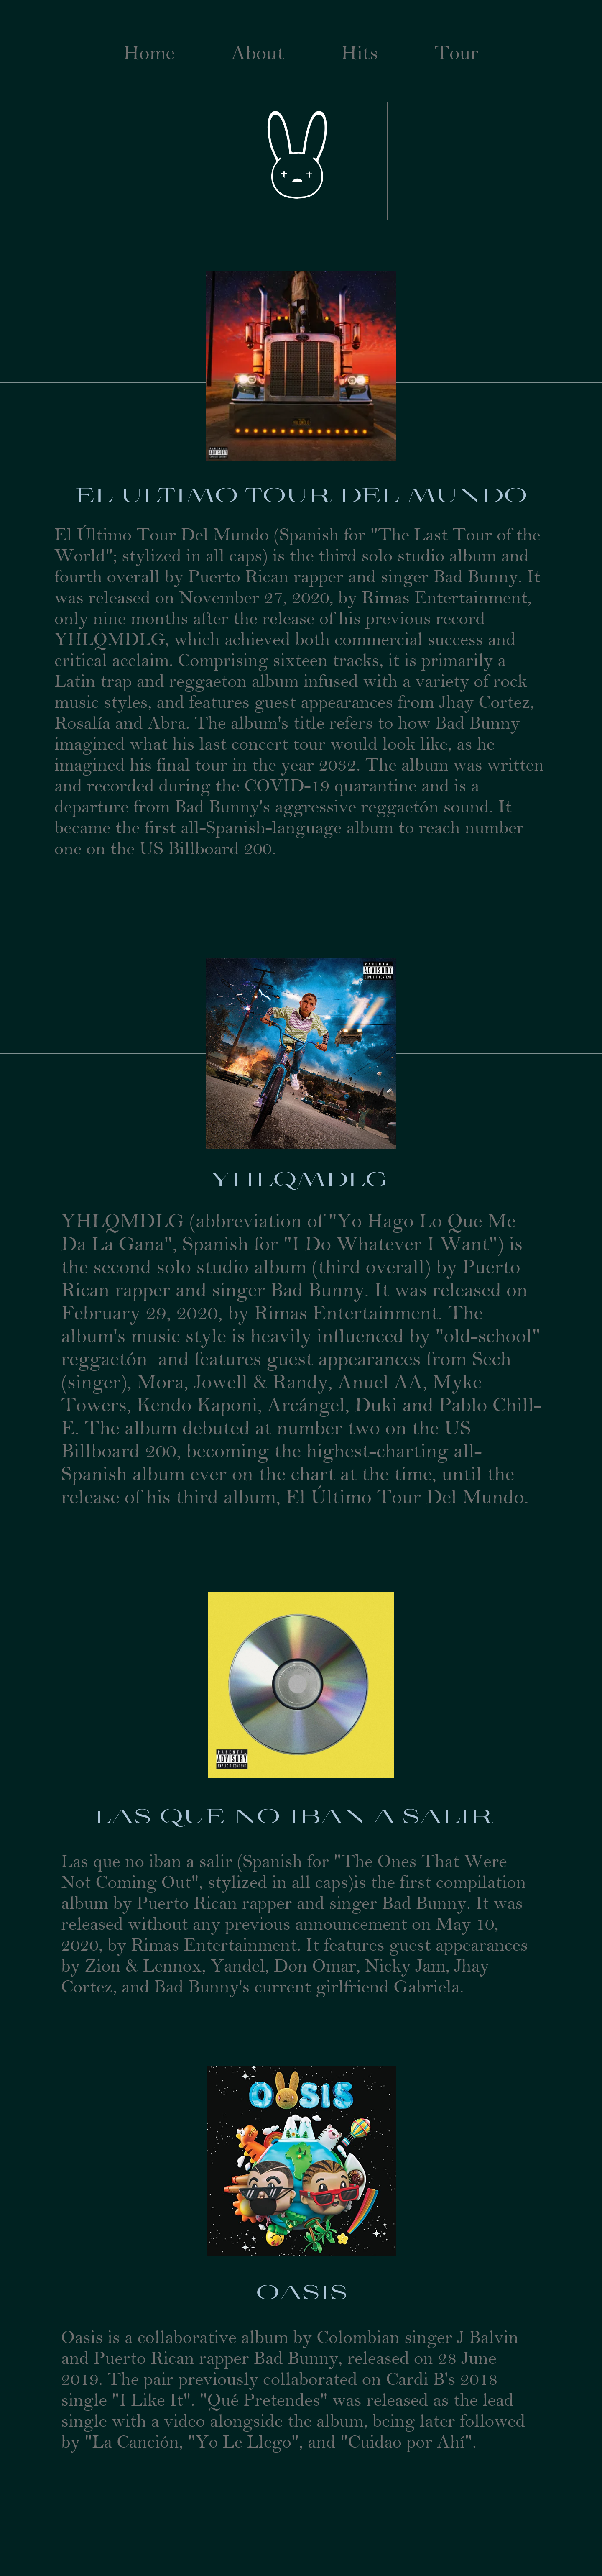 Home About Hits Tour
PARENTAL
ADVISORY
EXPLICIT CONTENT
EL ULTIMO TOUR DEL MUNDO
El Último Tour Del Mundo (Spanish for "The Last Tour of the
World"; stylized in all caps) is the third solo studio album and
fourth overall by Puerto Rican rapper and singer Bad Bunny. It
was released on November 27, 2020, by Rimas Entertainment,
only nine months after the release of his previous record
YHLQMDLG, which achieved both commercial success and
critical acclaim. Comprising sixteen tracks, it is primarily a
Latin trap and reggaeton album infused with a variety of rock
music styles, and features guest appearances from Jhay Cortez,
Rosalía and Abra. The album's title refers to how Bad Bunny
imagined what his last concert tour would look like, as he
imagined his final tour in the year 2032. The album was written
and recorded during the COVID-19 quarantine and is a
departure from Bad Bunny's aggressive reggaetón sound. It
became the first all-Spanish-language album to reach number
one on the US Billboard 200.
PARENTAL
ADVISORY
EXPLICIT CONTENT
YHLQMDLG
YHLQMDLG (abbreviation of "Yo Hago Lo Que Me
Da La Gana", Spanish for "I Do Whatever I Want") is
the second solo studio album (third overall) by Puerto
Rican rapper and singer Bad Bunny. It was released on
February 29, 2020, by Rimas Entertainment. The
album's music style is heavily influenced by "old-school"
reggaetón  and features guest appearances from Sech
(singer), Mora, Jowell & Randy, Anuel AA, Myke
Towers, Kendo Kaponi, Arcángel, Duki and Pablo Chill-
E. The album debuted at number two on the US
Billboard 200, becoming the highest-charting all-
Spanish album ever on the chart at the time, until the
release of his third album, El Último Tour Del Mundo.
PARENTAL
ADVISORY
EXPLICIT CONTENT
LAS QUE NO IBAN A SALIR
Las que no iban a salir (Spanish for "The Ones That Were
Not Coming Out", stylized in all caps)is the first compilation
album by Puerto Rican rapper and singer Bad Bunny. It was
released without any previous announcement on May 10,
2020, by Rimas Entertainment. It features guest appearances
by Zion & Lennox, Yandel, Don Omar, Nicky Jam, Jhay
Cortez, and Bad Bunny's current girlfriend Gabriela.
OASIS
OASIS
Oasis is a collaborative album by Colombian singer J Balvin
and Puerto Rican rapper Bad Bunny, released on 28 June
2019. The pair previously collaborated on Cardi B's 2018
single "I Like It". "Qué Pretendes" was released as the lead
single with a video alongside the album, being later followed
by "La Canción, "Yo Le Llego", and "Cuidao por Ahí".